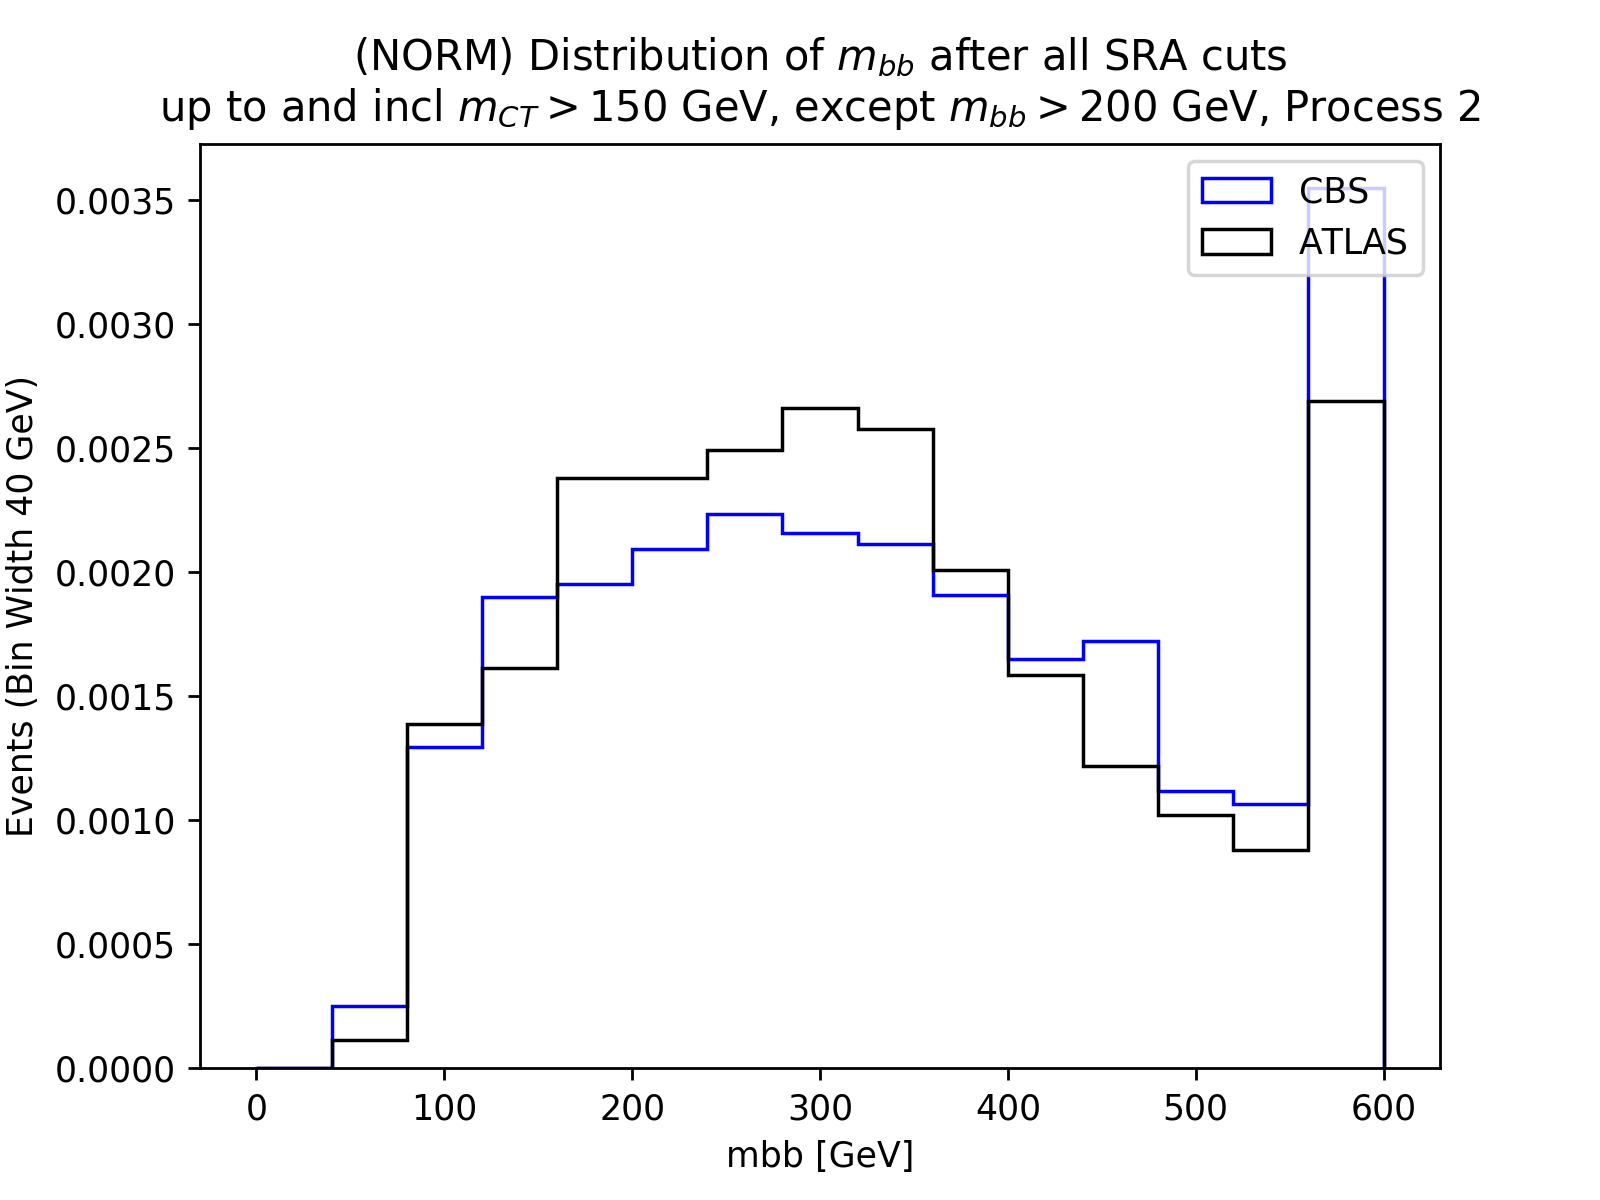 (NORM) Distribution of m_bb after all SRA cuts
up to and incl m_CT > 150 GeV, except m_bb > 200 GeV, Process 2
CBS
ATLAS
0.0035
0.0030
0.0025
0.0020
0.0015
0.0010
0.0005
0.0000
Events (Bin Width 40 GeV)
0 100 200 300 400 500 600
mbb [GeV]